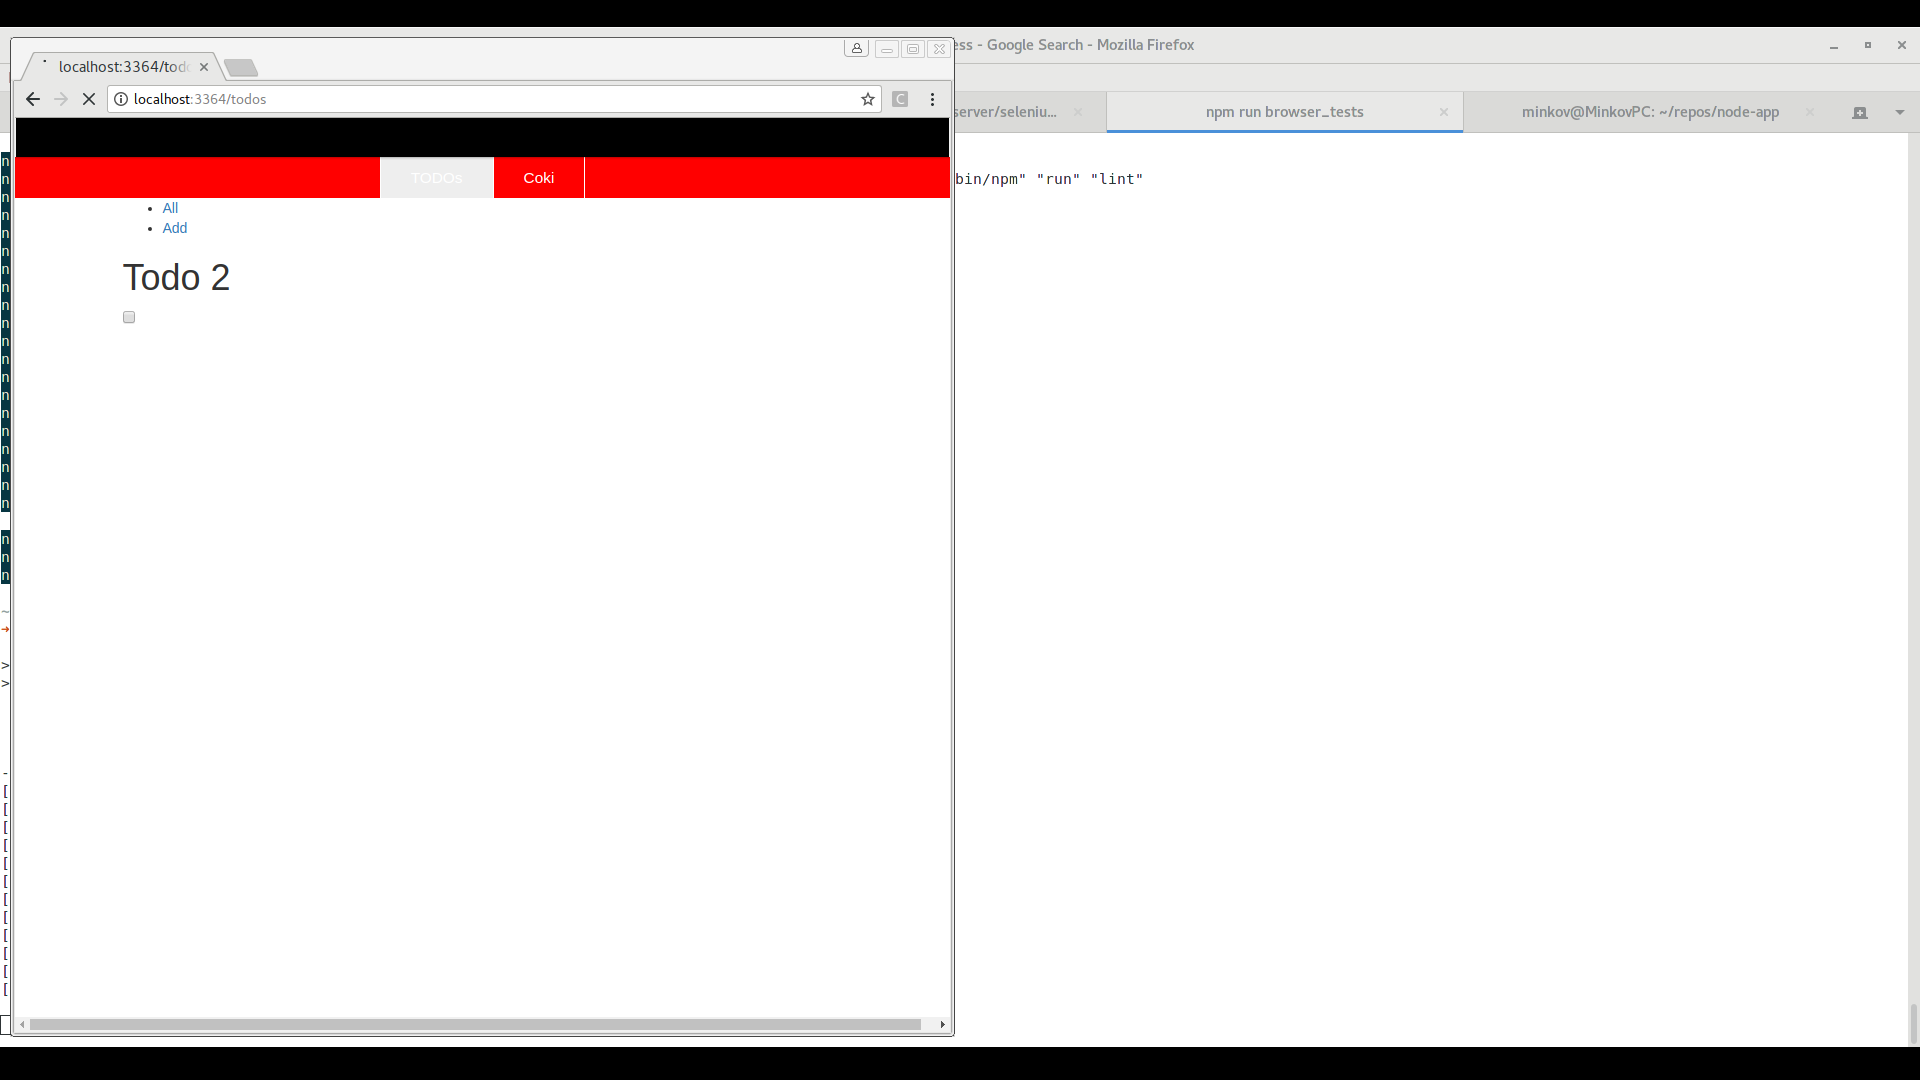 ess - Google Search - Mozilla Firefox
localhost:3364/todo
localhost:3364/todos
server/seleniu...
npm run browser_tests
minkov@MinkovPC: ~/repos/node-app
TODOs
Coki
bin/npm" "run" "lint"
All
Add
Todo 2